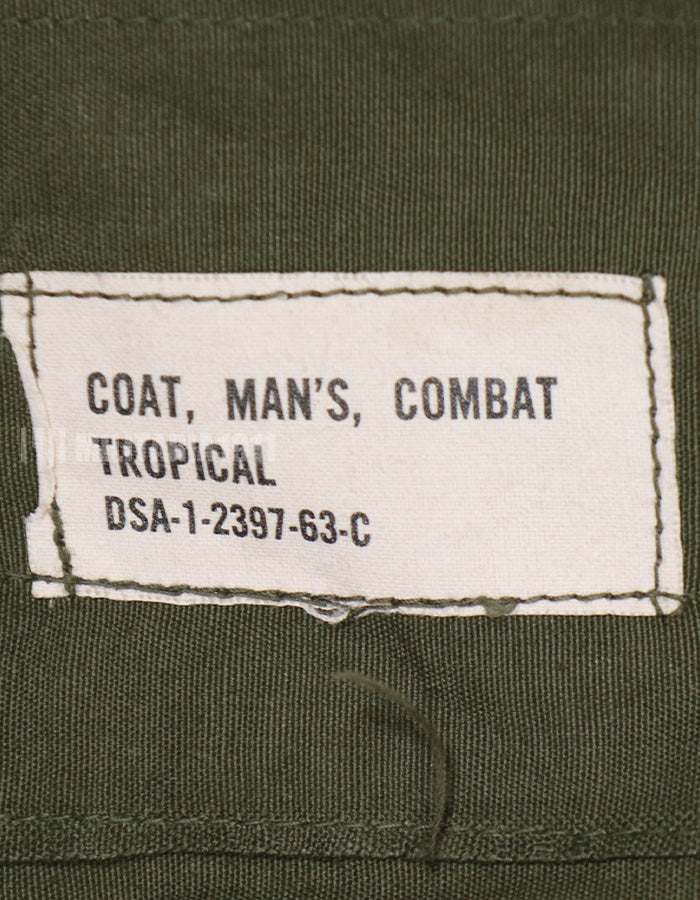 COAT, MAN'S, COMBAT
TROPICAL
DSA-1-2397-63-C